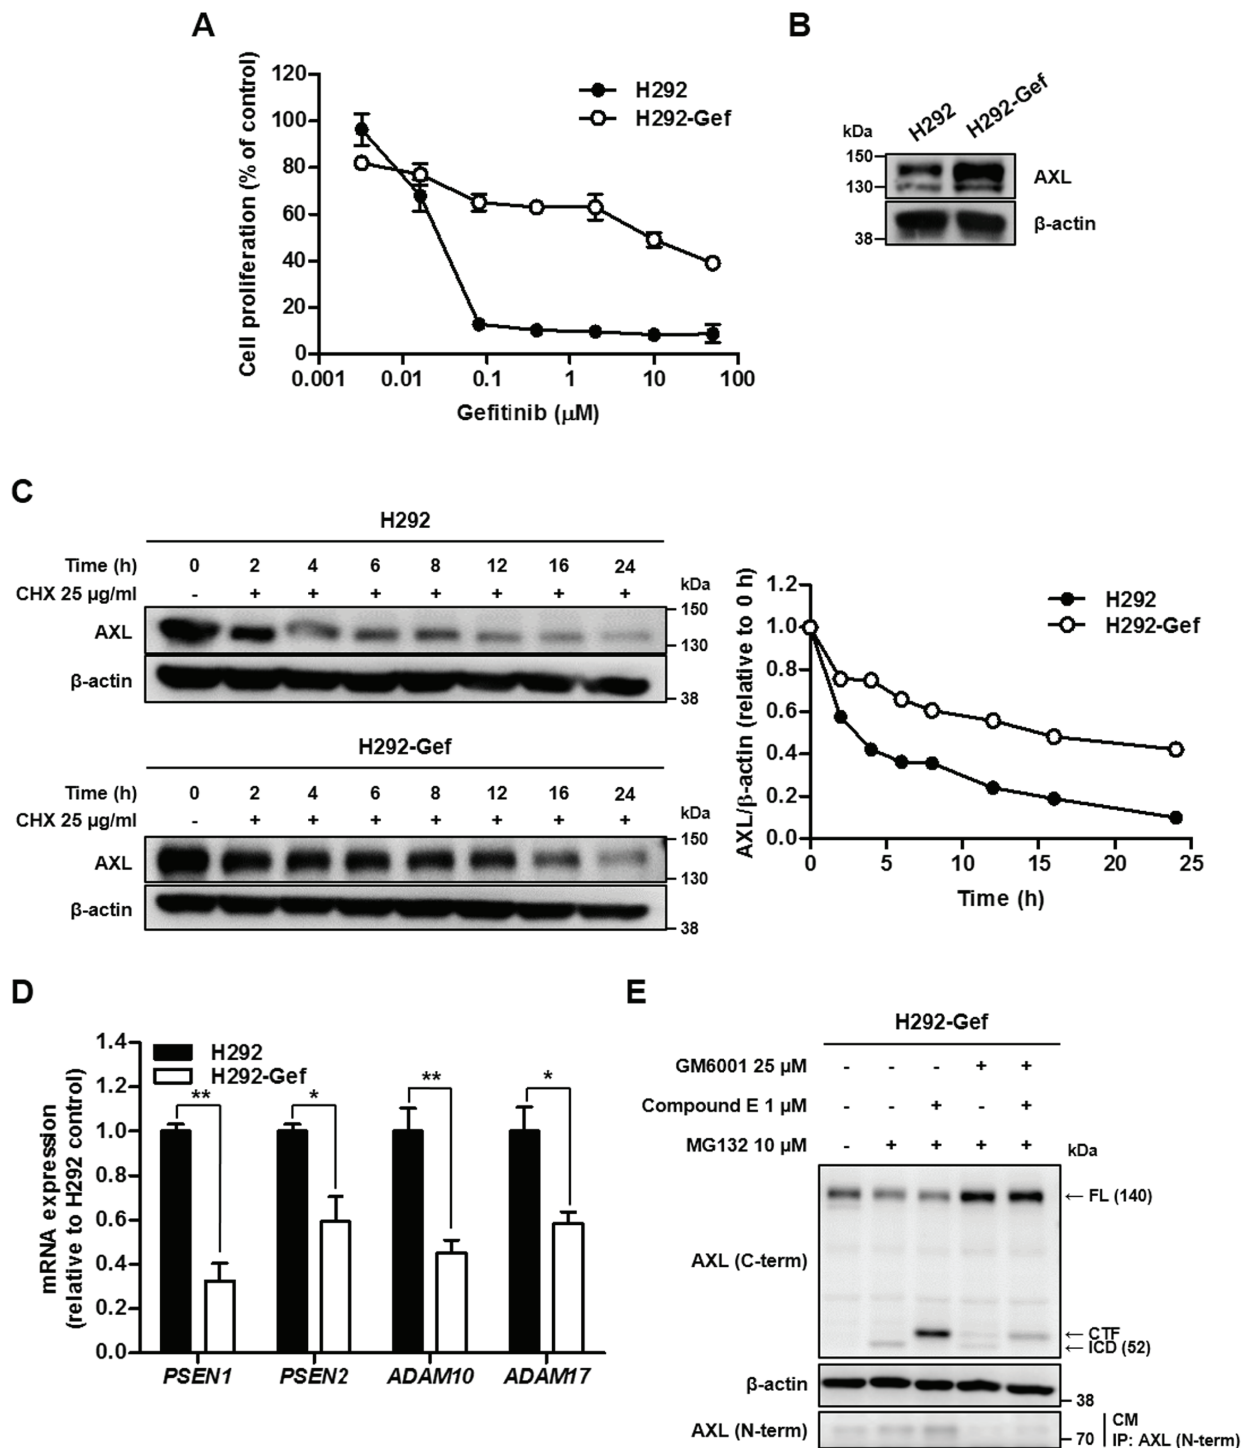 A
Cell proliferation (% of control)
120
100
80
60
40
20
0
0.001 0.01 0.1 1 10 100
Gefitinib (μM)
H292
H292-Gef
B
H292 H292-Gef
kDa
150
130
AXL
38
β-actin
C
H292
Time (h) 0 2 4 6 8 12 16 24
CHX 25 μg/ml - + + + + + + +
kDa
150
AXL
130
β-actin
38
H292-Gef
Time (h) 0 2 4 6 8 12 16 24
CHX 25 μg/ml - + + + + + + +
kDa
150
AXL
130
β-actin
38
AXL/β-actin (relative to 0 h)
1.2
1.0
0.8
0.6
0.4
0.2
0.0
0 5 10 15 20 25
Time (h)
H292
H292-Gef
D
mRNA expression
(relative to H292 control)
1.4
1.2
1.0
0.8
0.6
0.4
0.2
0.0
H292
H292-Gef
** * ** *
PSEN1 PSEN2 ADAM10 ADAM17
E
H292-Gef
GM6001 25 μM - - - + +
Compound E 1 μM - - + - +
MG132 10 μM - + + + +
kDa
← FL (140)
AXL (C-term)
← CTF
← ICD (52)
β-actin
38
AXL (N-term)
70
CM
IP: AXL (N-term)